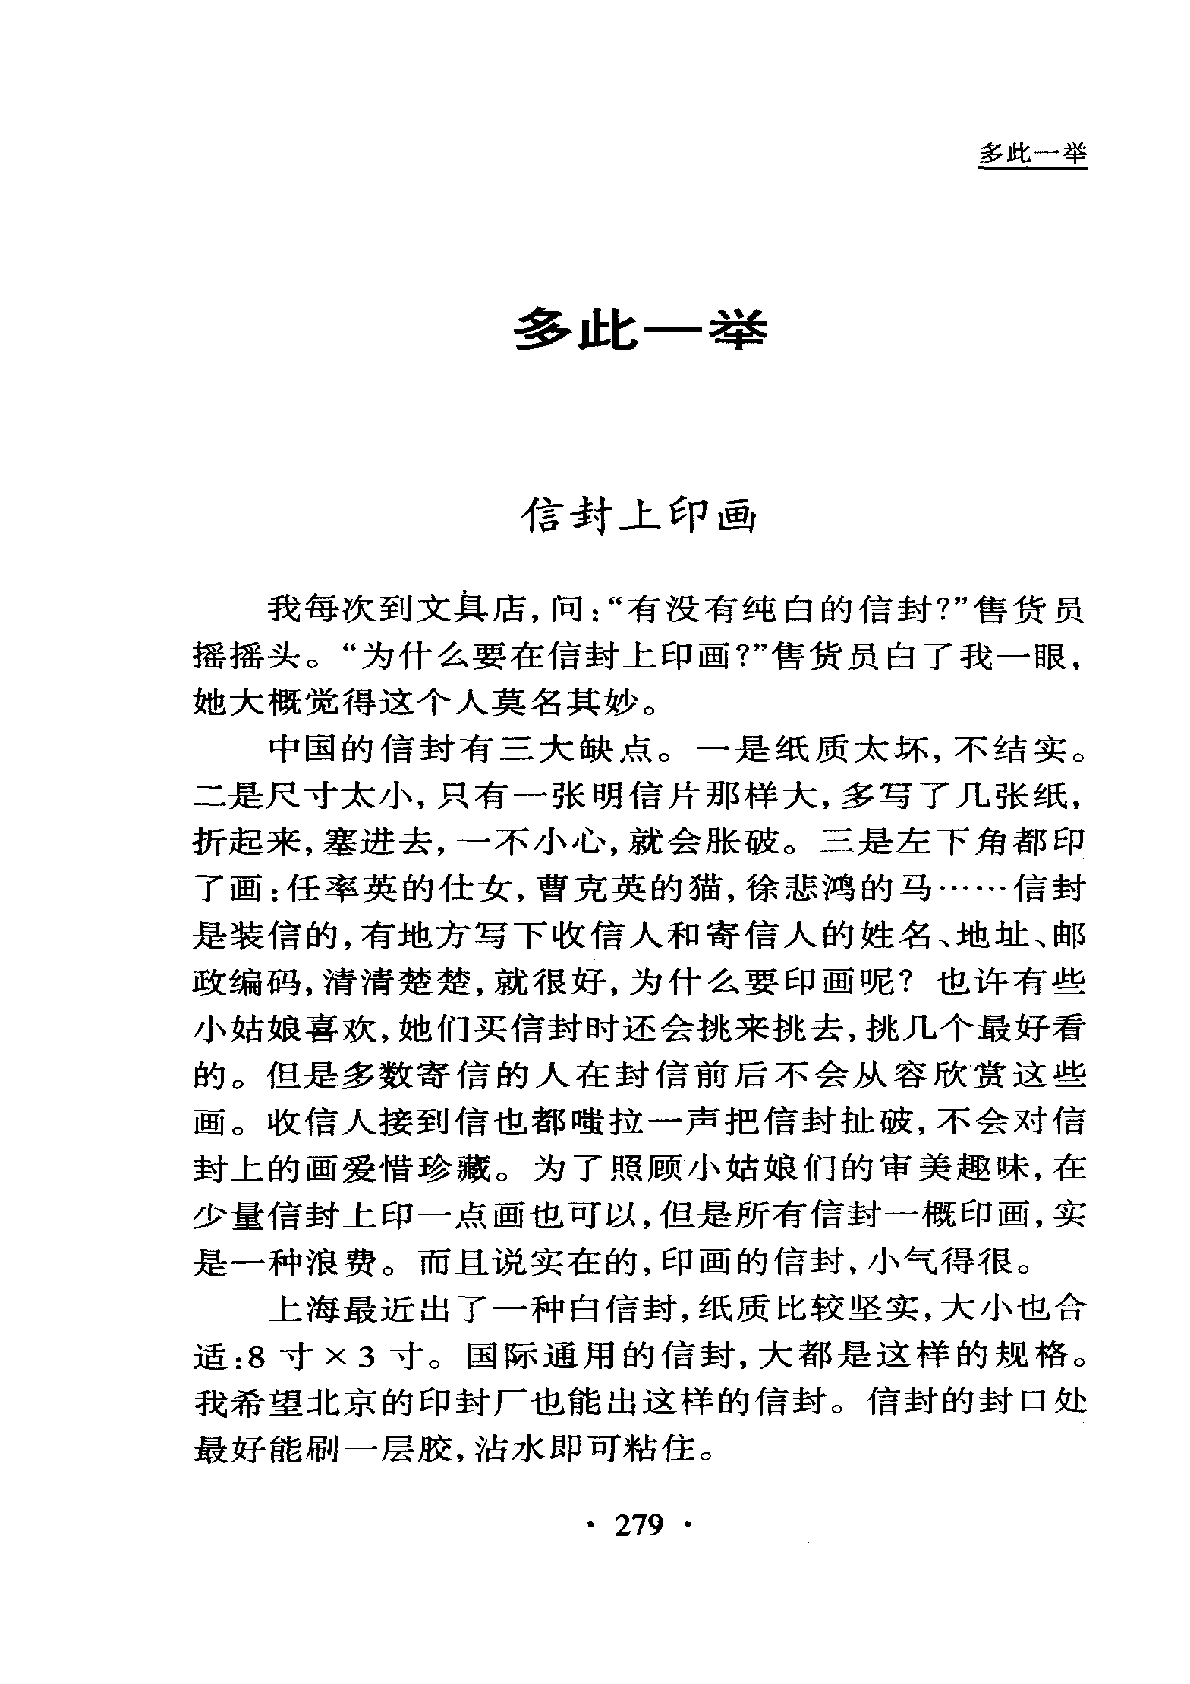 多此一举
多此一举
信封上印画
我每次到文具店,问:“有没有纯白的信封?”售货员
摇摇头。“为什么要在信封上印画?”售货员白了我一眼,
她大概觉得这个人莫名其妙。
中国的信封有三大缺点。一是纸质太坏,不结实。
二是尺寸太小,只有一张明信片那样大,多写了几张纸,
折起来,塞进去,一不小心,就会胀破。三是左下角都印
了画:任率英的仕女,曹克英的猫,徐悲鸿的马……信封
是装信的,有地方写下收信人和寄信人的姓名、地址、邮
政编码,清清楚楚,就很好,为什么要印画呢?也许有些
小姑娘喜欢,她们买信封时还会挑来挑去,挑几个最好看
的。但是多数寄信的人在封信前后不会从容欣赏这些
画。收信人接到信也都嗤拉一声把信封扯破,不会对信
封上的画爱惜珍藏。为了照顾小姑娘们的审美趣味,在
少量信封上印一点画也可以,但是所有信封一概印画,实
是一种浪费。而且说实在的,印画的信封,小气得很。
上海最近出了一种白信封,纸质比较坚实,大小也合
适:8 寸 × 3 寸。国际通用的信封,大都是这样的规格。
我希望北京的印封厂也能出这样的信封。信封的封口处
最好能刷一层胶,沾水即可粘住。
· 279 ·